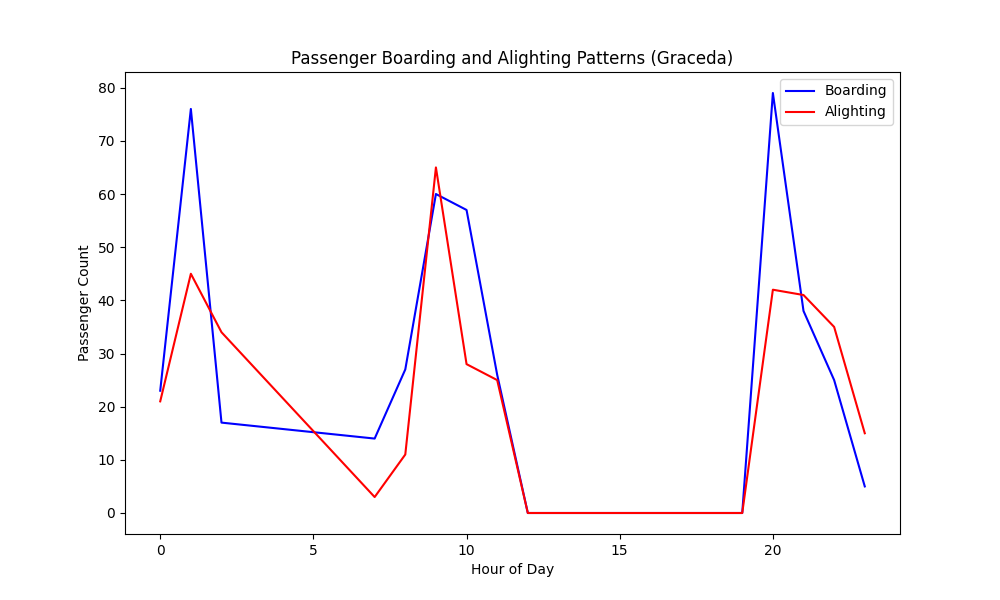 Passenger Boarding and Alighting Patterns (Graceda)
Boarding
Alighting
Passenger Count
80
70
60
50
40
30
20
10
0
0 5 10 15 20
Hour of Day